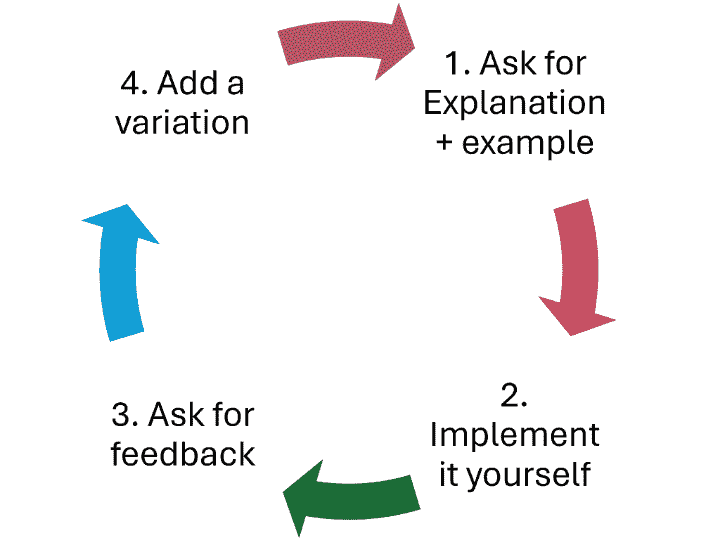 1. Ask for
Explanation
+ example
2.
Implement
it yourself
3. Ask for
feedback
4. Add a
variation